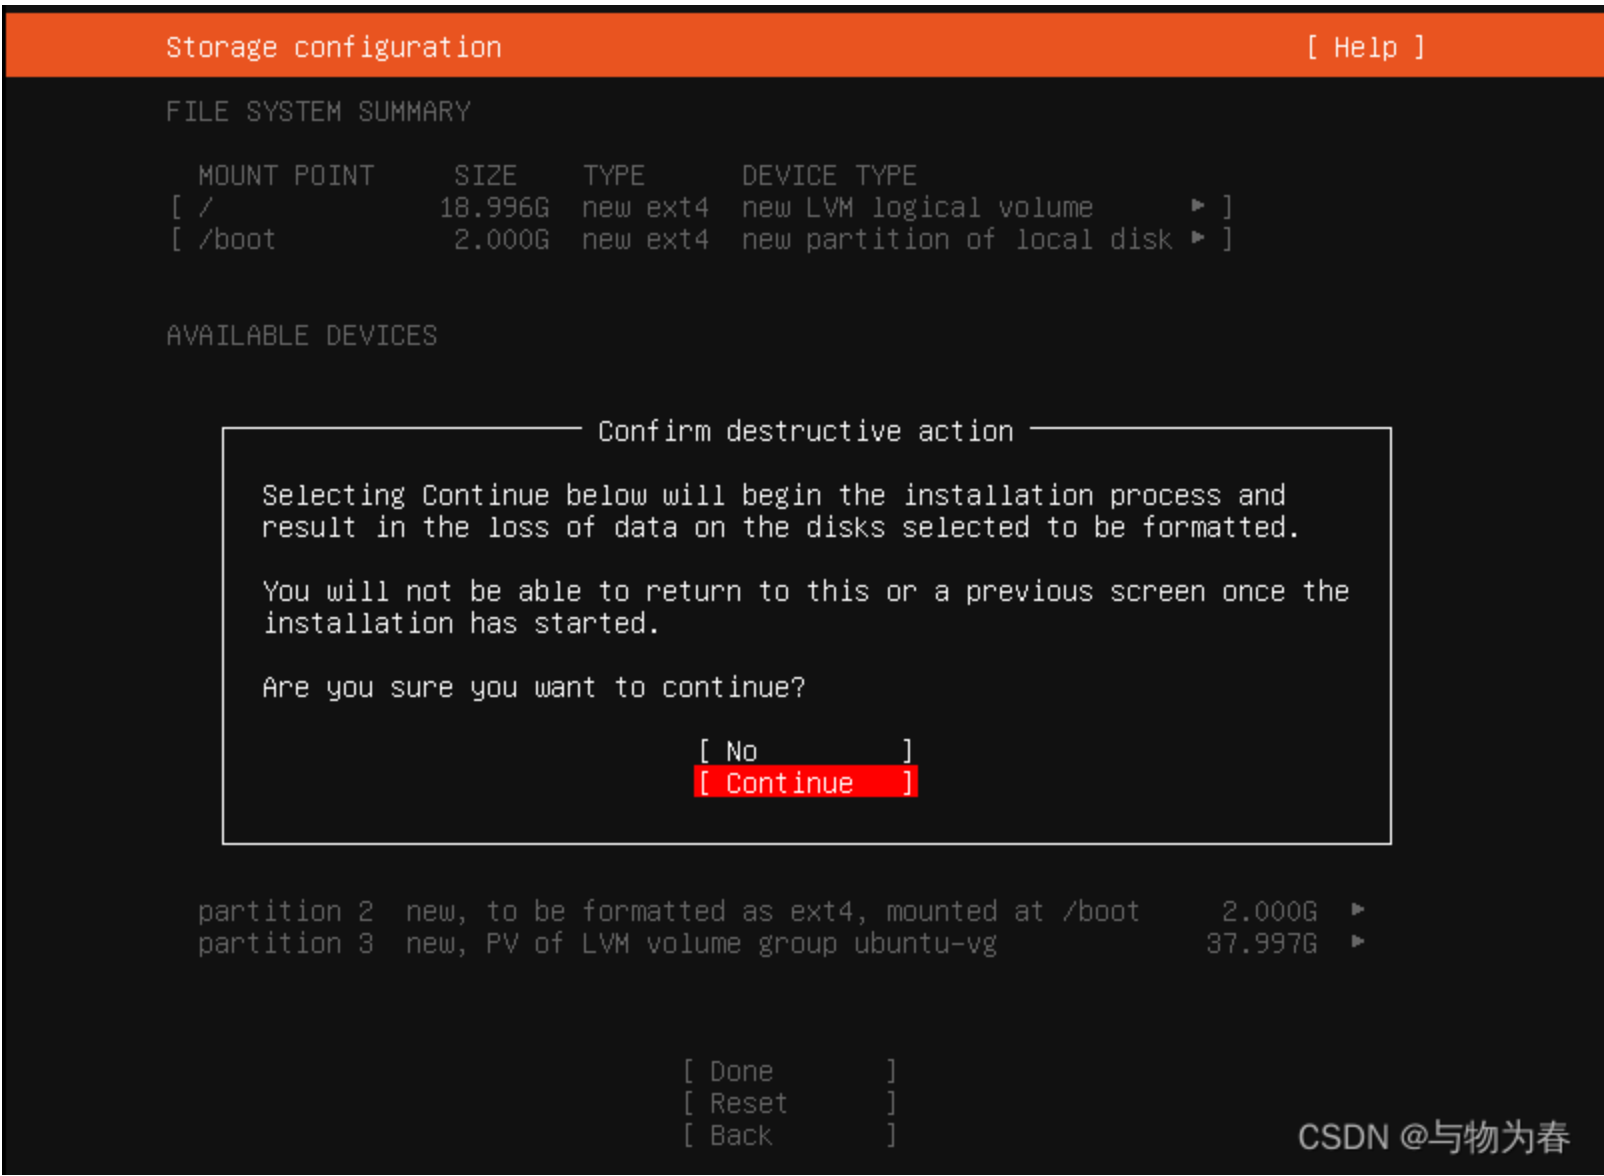 Storage configuration [ Help ]
FILE SYSTEM SUMMARY
MOUNT POINT SIZE TYPE DEVICE TYPE
[ / 18.996G new ext4 new LVM logical volume ▸ ]
[ /boot 2.000G new ext4 new partition of local disk ▸ ]
AVAILABLE DEVICES
Confirm destructive action
Selecting Continue below will begin the installation process and
result in the loss of data on the disks selected to be formatted.
You will not be able to return to this or a previous screen once the
installation has started.
Are you sure you want to continue?
[ No ]
[ Continue ]
partition 2 new, to be formatted as ext4, mounted at /boot 2.000G ▸
partition 3 new, PV of LVM volume group ubuntu-vg 37.997G ▸
[ Done ]
[ Reset ]
[ Back ]
CSDN @与物为春